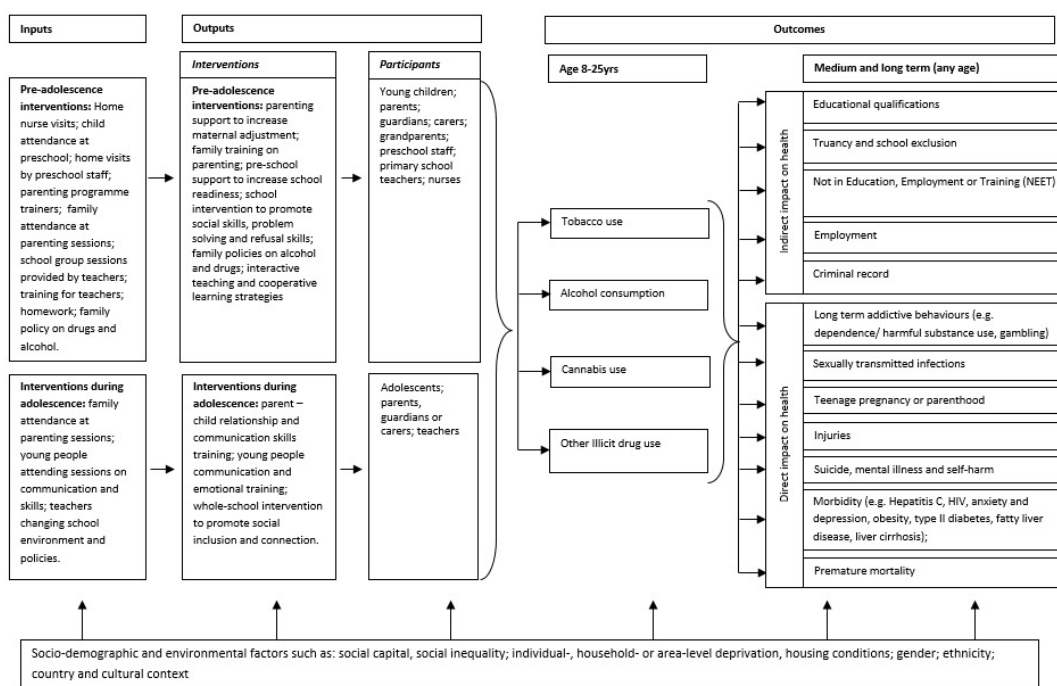 Inputs
Outputs
Outcomes
Interventions
Participants
Age 8-25yrs
Medium and long term (any age)
Pre-adolescence
interventions: Home
nurse visits; child
attendance at
preschool; home visits
by preschool staff;
parenting programme
trainers; family
attendance at
parenting sessions;
school group sessions
provided by teachers;
training for teachers;
homework; family
policy on drugs and
alcohol.
Pre-adolescence
interventions: parenting
support to increase
maternal adjustment;
family training on
parenting; pre-school
support to increase school
readiness; school
intervention to promote
social skills, problem
solving and refusal skills;
family policies on alcohol
and drugs; interactive
teaching and cooperative
learning strategies
Young children;
parents;
guardians; carers;
grandparents;
preschool staff;
primary school
teachers; nurses
Interventions during
adolescence: family
attendance at
parenting sessions;
young people
attending sessions on
communication and
skills; teachers
changing school
environment and
policies.
Interventions during
adolescence: parent –
child relationship and
communication skills
training; young people
communication and
emotional training;
whole-school intervention
to promote social
inclusion and connection.
Adolescents;
parents,
guardians or
carers; teachers
Tobacco use
Alcohol consumption
Cannabis use
Other Illicit drug use
Indirect impact on health
Educational qualifications
Truancy and school exclusion
Not in Education, Employment or Training (NEET)
Employment
Criminal record
Direct impact on health
Long term addictive behaviours (e.g.
dependence/ harmful substance use, gambling)
Sexually transmitted infections
Teenage pregnancy or parenthood
Injuries
Suicide, mental illness and self-harm
Morbidity (e.g. Hepatitis C, HIV, anxiety and
depression, obesity, type II diabetes, fatty liver
disease, liver cirrhosis);
Premature mortality
Socio-demographic and environmental factors such as: social capital, social inequality; individual-, household- or area-level deprivation, housing conditions; gender; ethnicity;
country and cultural context